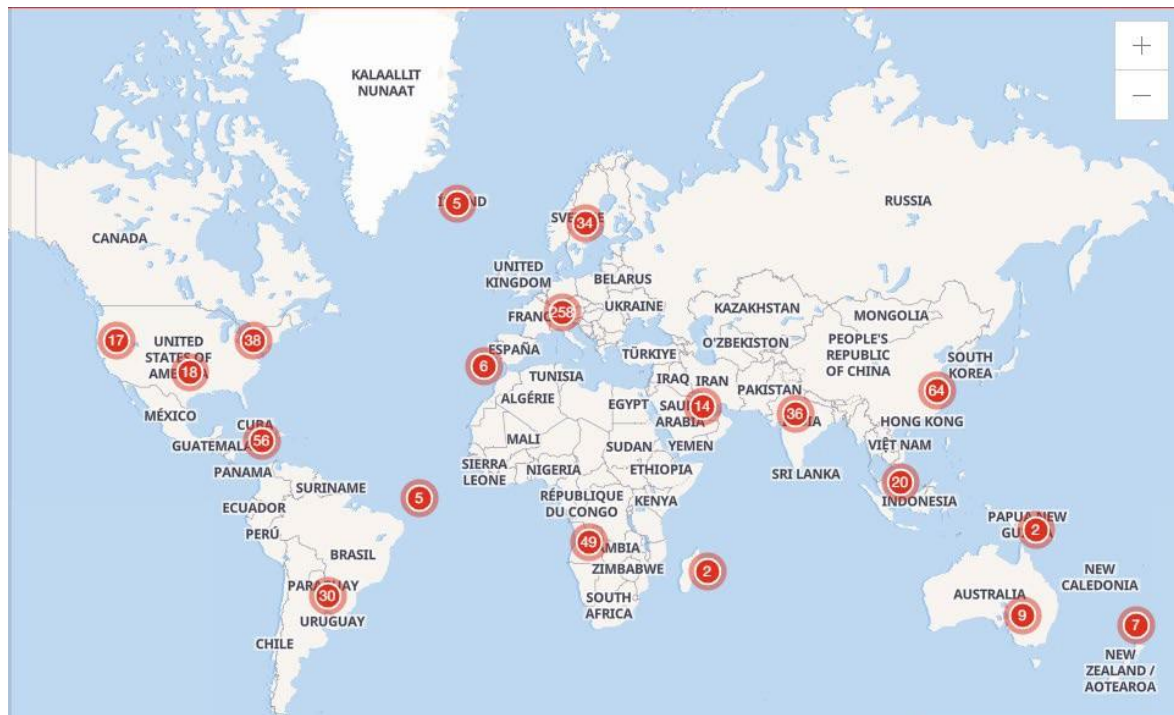 +
−
KALAALLIT
NUNAAT
5
SVE
34
RUSSIA
CANADA
UNITED
KINGDOM
BELARUS
258
FRANC
UKRAINE
KAZAKHSTAN
MONGOLIA
17
UNITED
STATES OF
AM
18
38
ESPAÑA
6
TUNISIA
TÜRKIYE
O'ZBEKISTON
PEOPLE'S
REPUBLIC
OF CHINA
SOUTH
KOREA
64
IRAQ
IRAN
PAKISTAN
ALGÉRIE
EGYPT
SAU
ARABIA
14
36
MÉXICO
CUBA
HONG KONG
GUATEMALA
56
MALI
SUDAN
YEMEN
VIỆT NAM
PANAMA
SIERRA
LEONE
NIGERIA
ETHIOPIA
SRI LANKA
SURINAME
5
20
INDONESIA
ECUADOR
RÉPUBLIQUE
DU CONGO
KENYA
PERÚ
PAPUA NEW
GU
2
BRASIL
49
MBIA
ZIMBABWE
2
NEW
CALEDONIA
PARAGUAY
30
URUGUAY
SOUTH
AFRICA
AUSTRALIA
9
7
CHILE
NEW
ZEALAND /
AOTEAROA